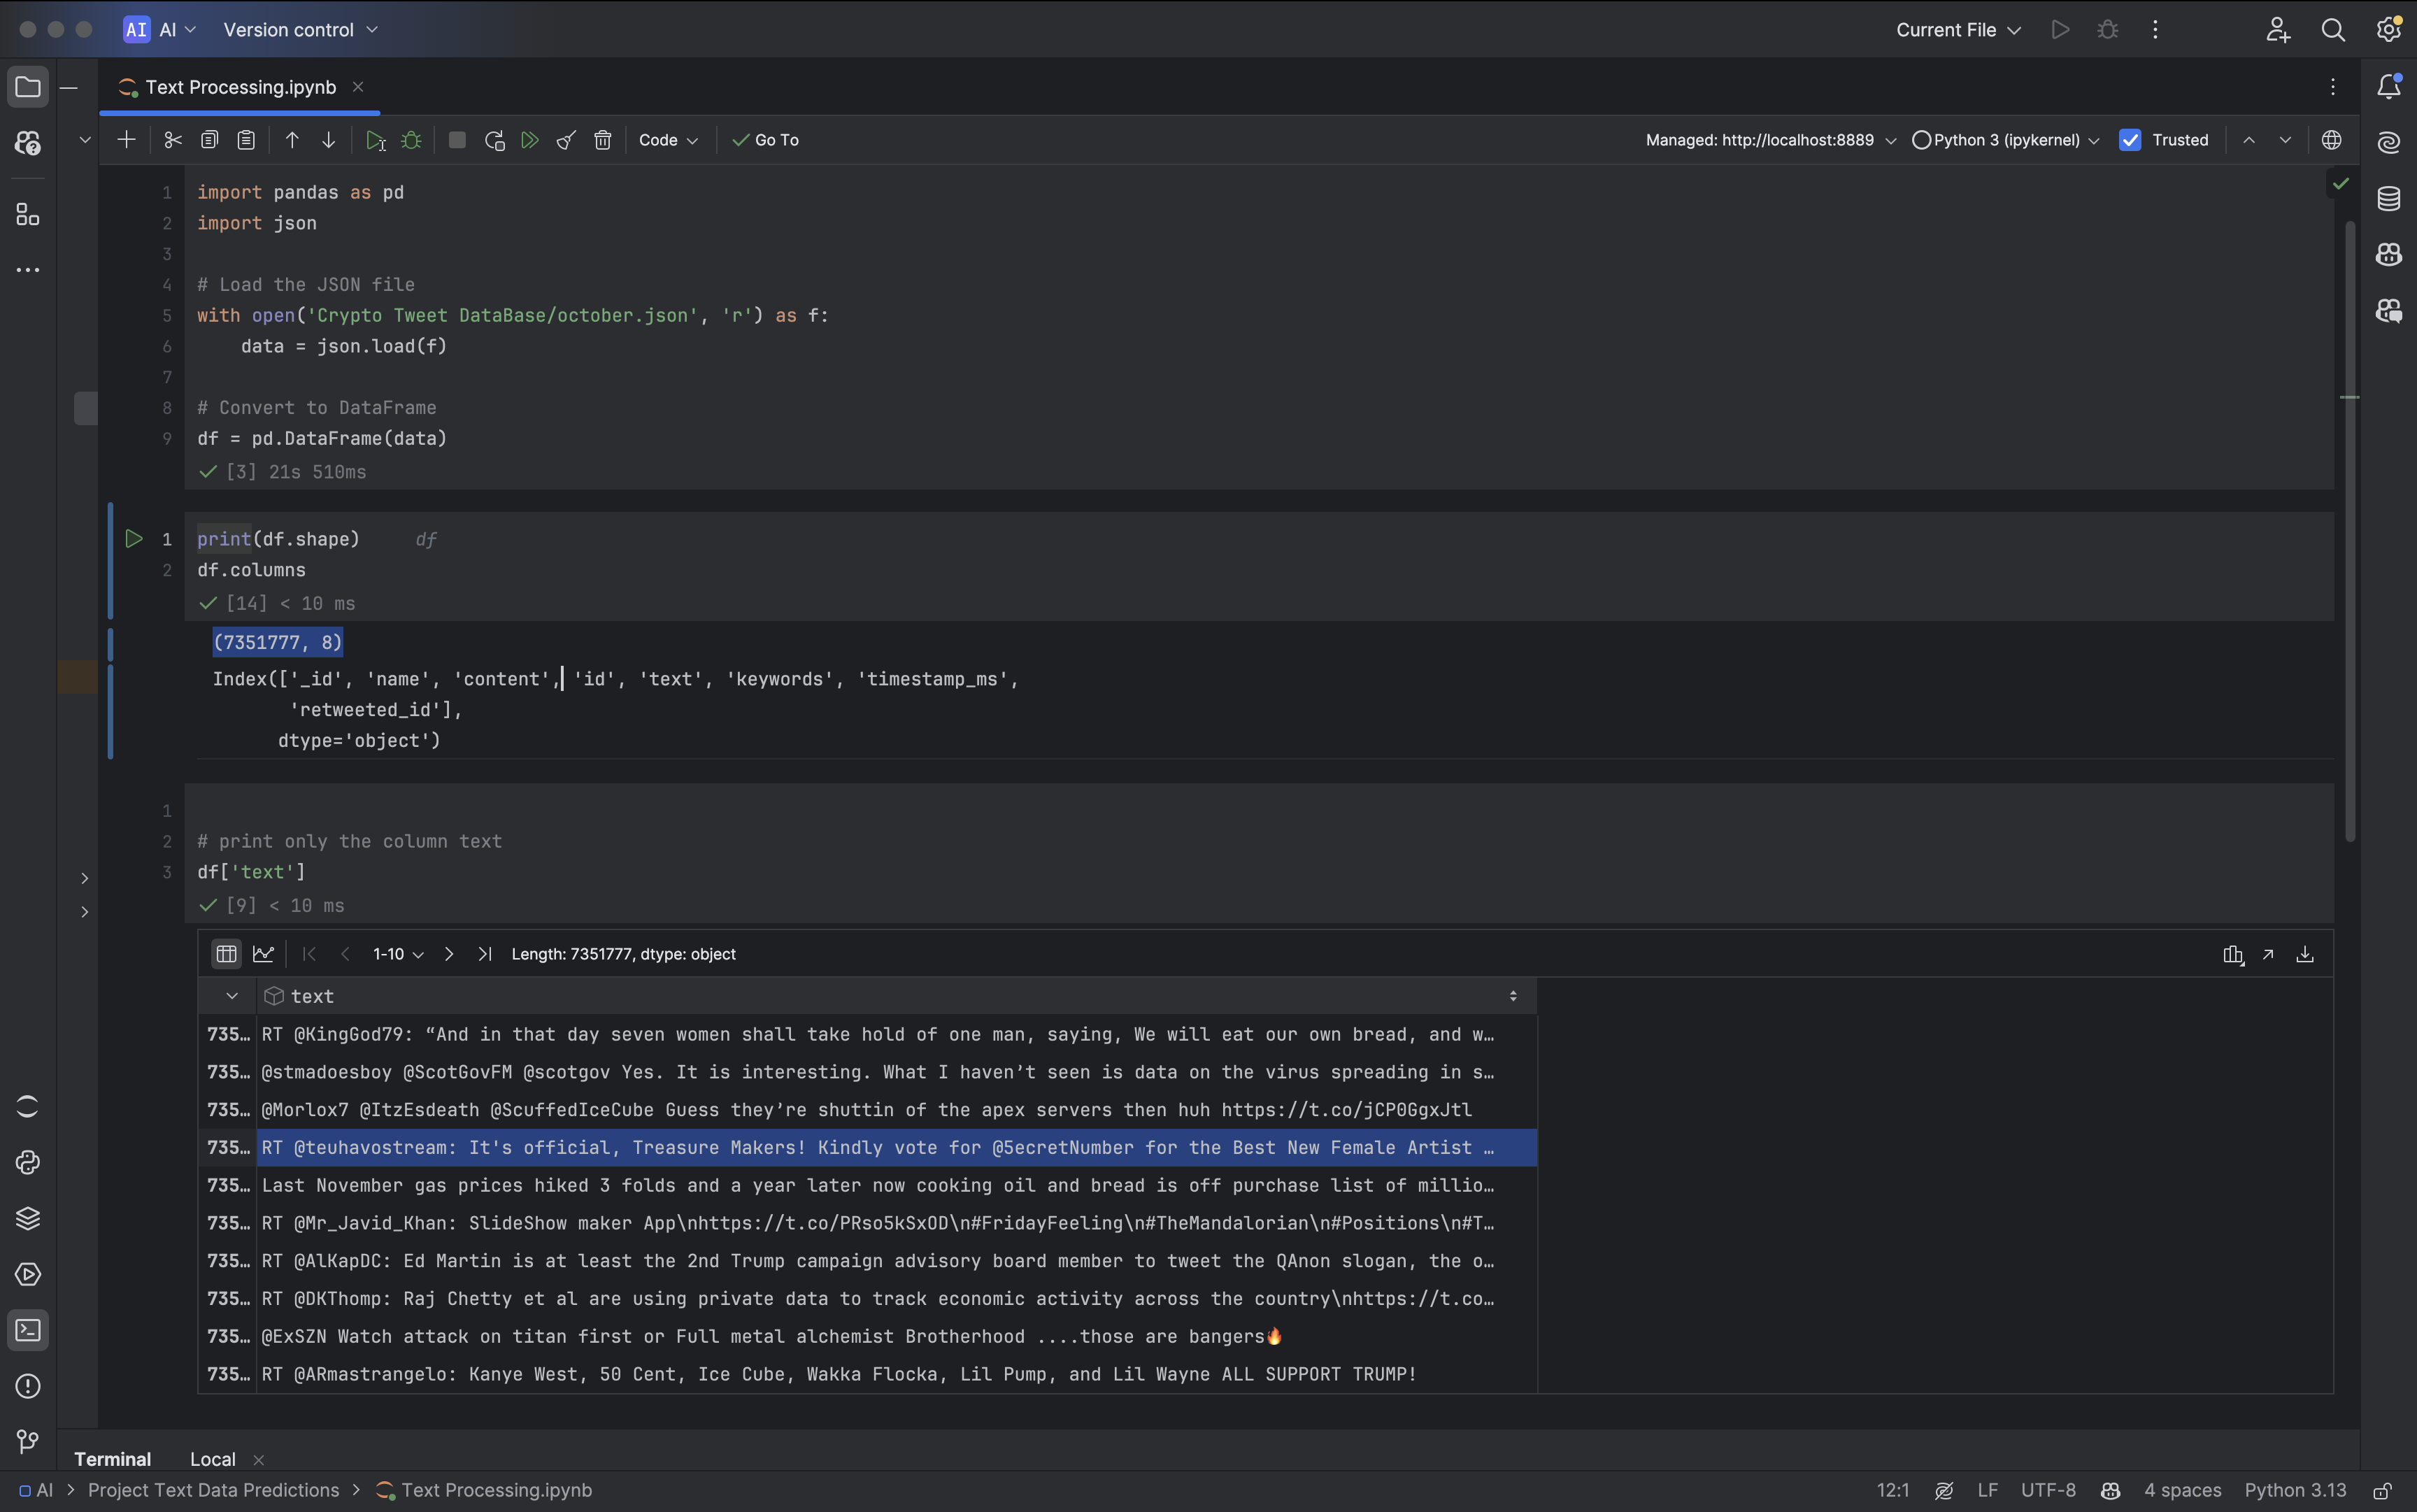 AI AI Version control Current File
Text Processing.ipynb
Code Go To Managed: http://localhost:8889 Python 3 (ipykernel) Trusted
1 import pandas as pd
2 import json
3
4 # Load the JSON file
5 with open('Crypto Tweet DataBase/october.json', 'r') as f:
6 data = json.load(f)
7
8 # Convert to DataFrame
9 df = pd.DataFrame(data)
[3] 21s 510ms
1 print(df.shape) df
2 df.columns
[14] < 10 ms
(7351777, 8)
Index(['_id', 'name', 'content', 'id', 'text', 'keywords', 'timestamp_ms',
'retweeted_id'],
dtype='object')
1
2 # print only the column text
3 df['text']
[9] < 10 ms
1-10 Length: 7351777, dtype: object
text
735… RT @KingGod79: “And in that day seven women shall take hold of one man, saying, We will eat our own bread, and w…
735… @stmadoesboy @ScotGovFM @scotgov Yes. It is interesting. What I haven’t seen is data on the virus spreading in s…
735… @Morlox7 @ItzEsdeath @ScuffedIceCube Guess they’re shuttin of the apex servers then huh https://t.co/jCP0GgxJtl
735… RT @teuhavostream: It's official, Treasure Makers! Kindly vote for @5ecretNumber for the Best New Female Artist …
735… Last November gas prices hiked 3 folds and a year later now cooking oil and bread is off purchase list of millio…
735… RT @Mr_Javid_Khan: SlideShow maker App\nhttps://t.co/PRso5kSxOD\n#FridayFeeling\n#TheMandalorian\n#Positions\n#T…
735… RT @AlKapDC: Ed Martin is at least the 2nd Trump campaign advisory board member to tweet the QAnon slogan, the o…
735… RT @DKThomp: Raj Chetty et al are using private data to track economic activity across the country\nhttps://t.co…
735… @ExSZN Watch attack on titan first or Full metal alchemist Brotherhood ....those are bangers🔥
735… RT @ARmastrangelo: Kanye West, 50 Cent, Ice Cube, Wakka Flocka, Lil Pump, and Lil Wayne ALL SUPPORT TRUMP!
Terminal Local
AI > Project Text Data Predictions > Text Processing.ipynb 12:1 LF UTF-8 4 spaces Python 3.13